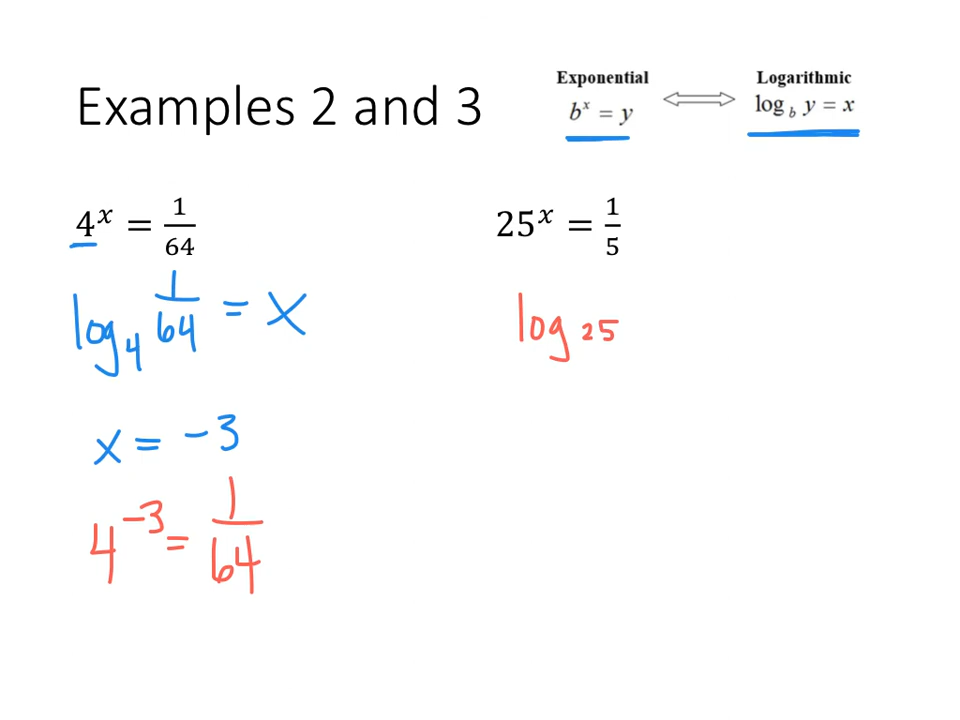 Examples 2 and 3
Exponential ⟺ Logarithmic
b^x = y log_b y = x
4^x = 1/64
log_4 1/64 = x
x = -3
4^-3 = 1/64
25^x = 1/5
log_25